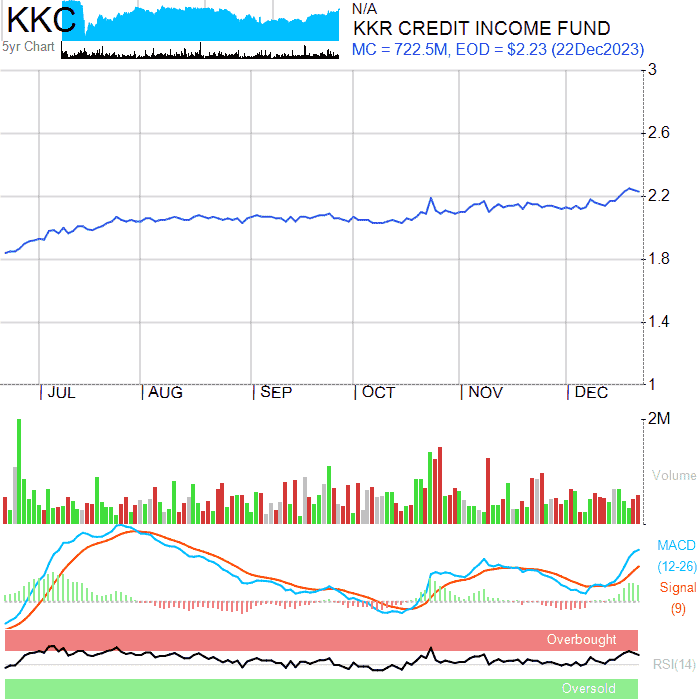 KKC
5yr Chart
N/A
KKR CREDIT INCOME FUND
MC = 722.5M, EOD = $2.23 (22Dec2023)
3
2.6
2.2
1.8
1.4
1
JUL AUG SEP OCT NOV DEC
2M
Volume
MACD
(12-26)
Signal
(9)
Overbought
RSI(14)
Oversold